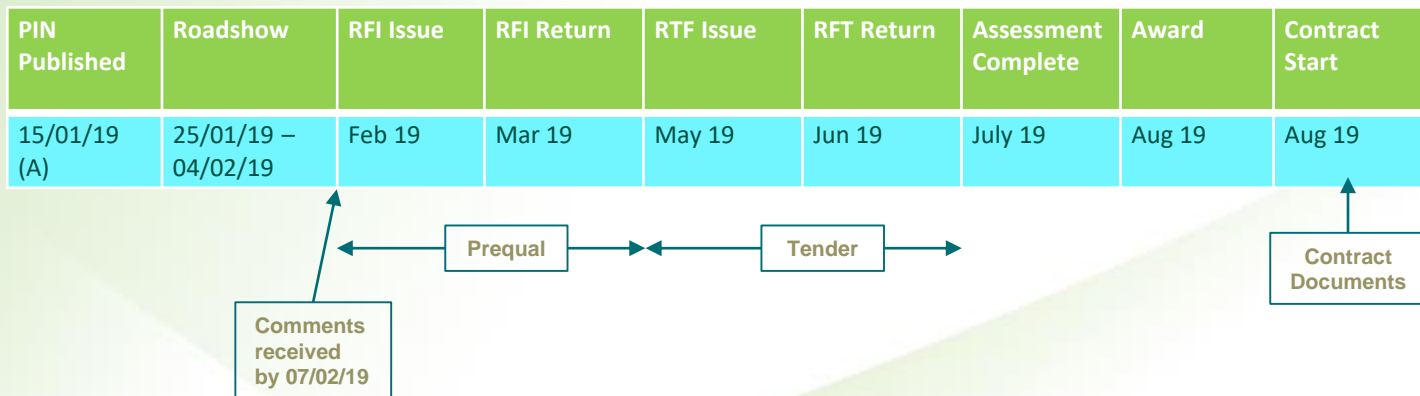 PIN Published
Roadshow
RFI Issue
RFI Return
RTF Issue
RFT Return
Assessment Complete
Award
Contract Start
15/01/19 (A)
25/01/19 – 04/02/19
Feb 19
Mar 19
May 19
Jun 19
July 19
Aug 19
Aug 19
Prequal
Tender
Contract
Documents
Comments
received
by 07/02/19